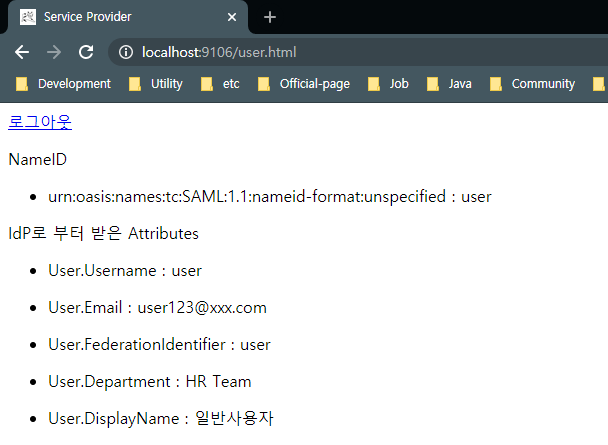 Service Provider
localhost:9106/user.html
Development Utility etc Official-page Job Java Community
로그아웃
NameID
urn:oasis:names:tc:SAML:1.1:nameid-format:unspecified : user
IdP로 부터 받은 Attributes
User.Username : user
User.Email : user123@xxx.com
User.FederationIdentifier : user
User.Department : HR Team
User.DisplayName : 일반사용자